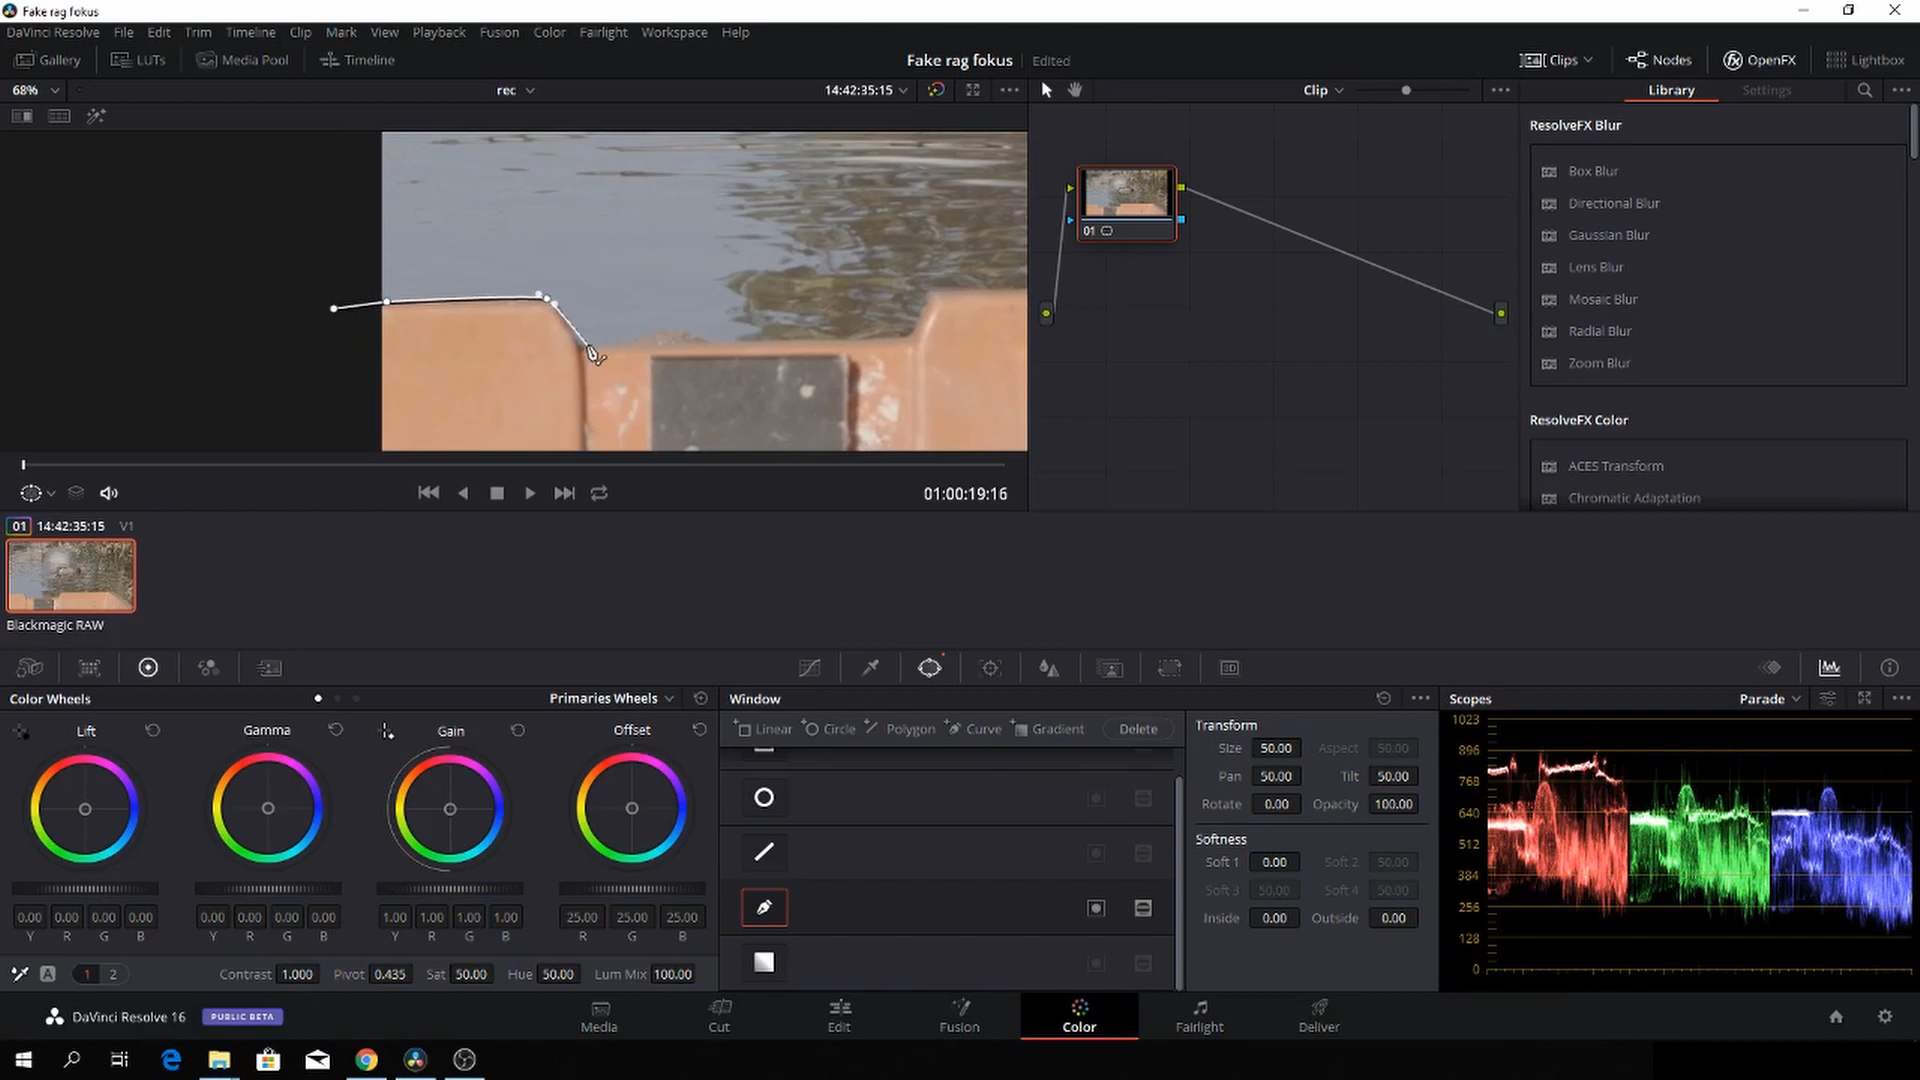 Fake rag fokus
DaVinci Resolve File Edit Trim Timeline Clip Mark View Playback Fusion Color Fairlight Workspace Help
Gallery LUTs Media Pool Timeline Fake rag fokus Edited Clips Nodes OpenFX Lightbox
68% rec 14:42:35:15 Clip Library Settings
ResolveFX Blur
Box Blur
Directional Blur
Gaussian Blur
Lens Blur
Mosaic Blur
Radial Blur
Zoom Blur
01
ResolveFX Color
ACES Transform
Chromatic Adaptation
01:00:19:16
01 14:42:35:15 V1
Blackmagic RAW
3D
Color Wheels Primaries Wheels Window Scopes Parade
Lift Gamma Gain Offset
Linear Circle Polygon Curve Gradient Delete
Transform
Size 50.00 Aspect 50.00
Pan 50.00 Tilt 50.00
Rotate 0.00 Opacity 100.00
Softness
Soft 1 0.00 Soft 2 50.00
Soft 3 50.00 Soft 4 50.00
Inside 0.00 Outside 0.00
1023
896
768
640
512
384
256
128
0
0.00 0.00 0.00 0.00 0.00 0.00 0.00 0.00 1.00 1.00 1.00 1.00 25.00 25.00 25.00
Y R G B Y R G B Y R G B R G B
A 1 2 Contrast 1.000 Pivot 0.435 Sat 50.00 Hue 50.00 Lum Mix 100.00
DaVinci Resolve 16 PUBLIC BETA Media Cut Edit Fusion Color Fairlight Deliver